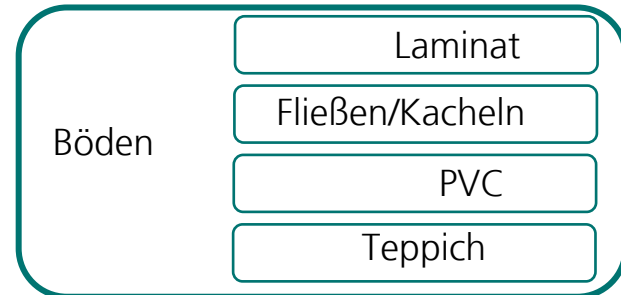 Böden
Laminat
Fließen/Kacheln
PVC
Teppich